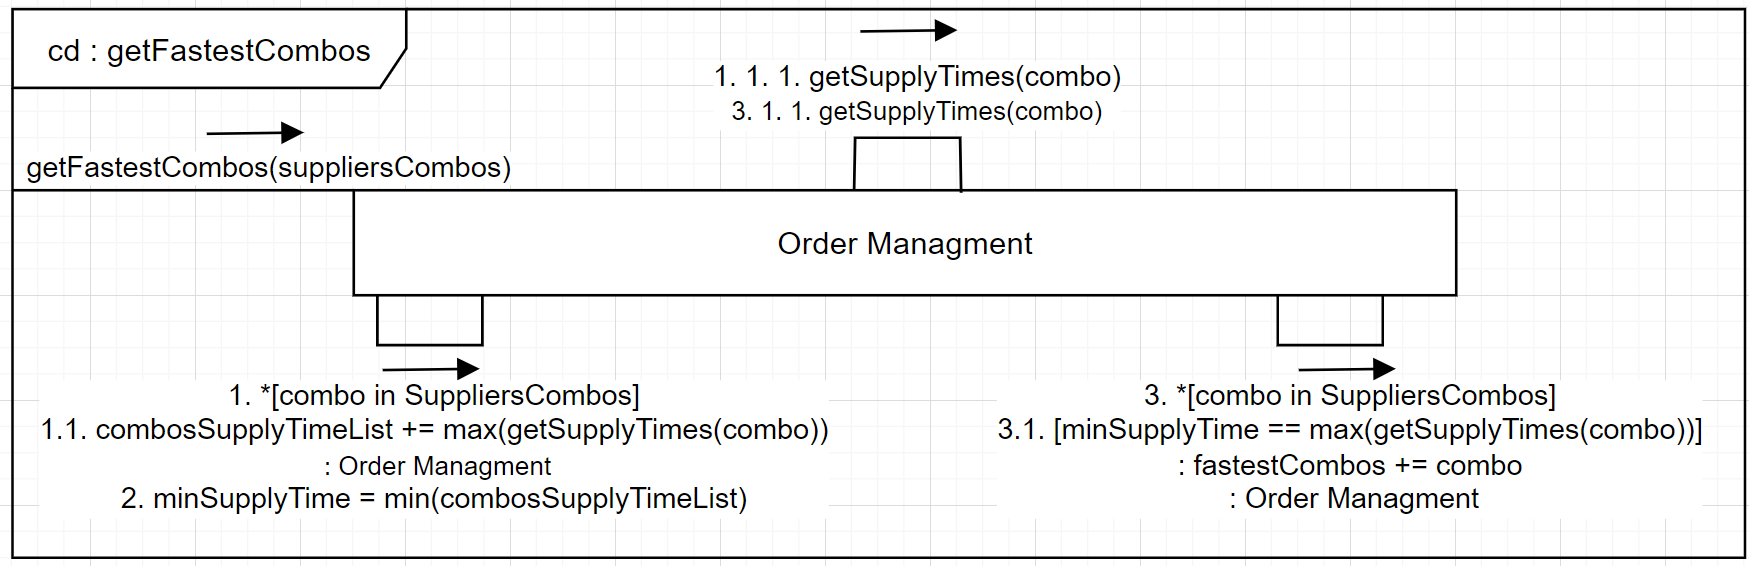 cd : getFastestCombos
1. 1. 1. getSupplyTimes(combo)
3. 1. 1. getSupplyTimes(combo)
getFastestCombos(suppliersCombos)
Order Managment
1. *[combo in SuppliersCombos]
1.1. combosSupplyTimeList += max(getSupplyTimes(combo))
: Order Managment
2. minSupplyTime = min(combosSupplyTimeList)
3. *[combo in SuppliersCombos]
3.1. [minSupplyTime == max(getSupplyTimes(combo))]
: fastestCombos += combo
: Order Managment